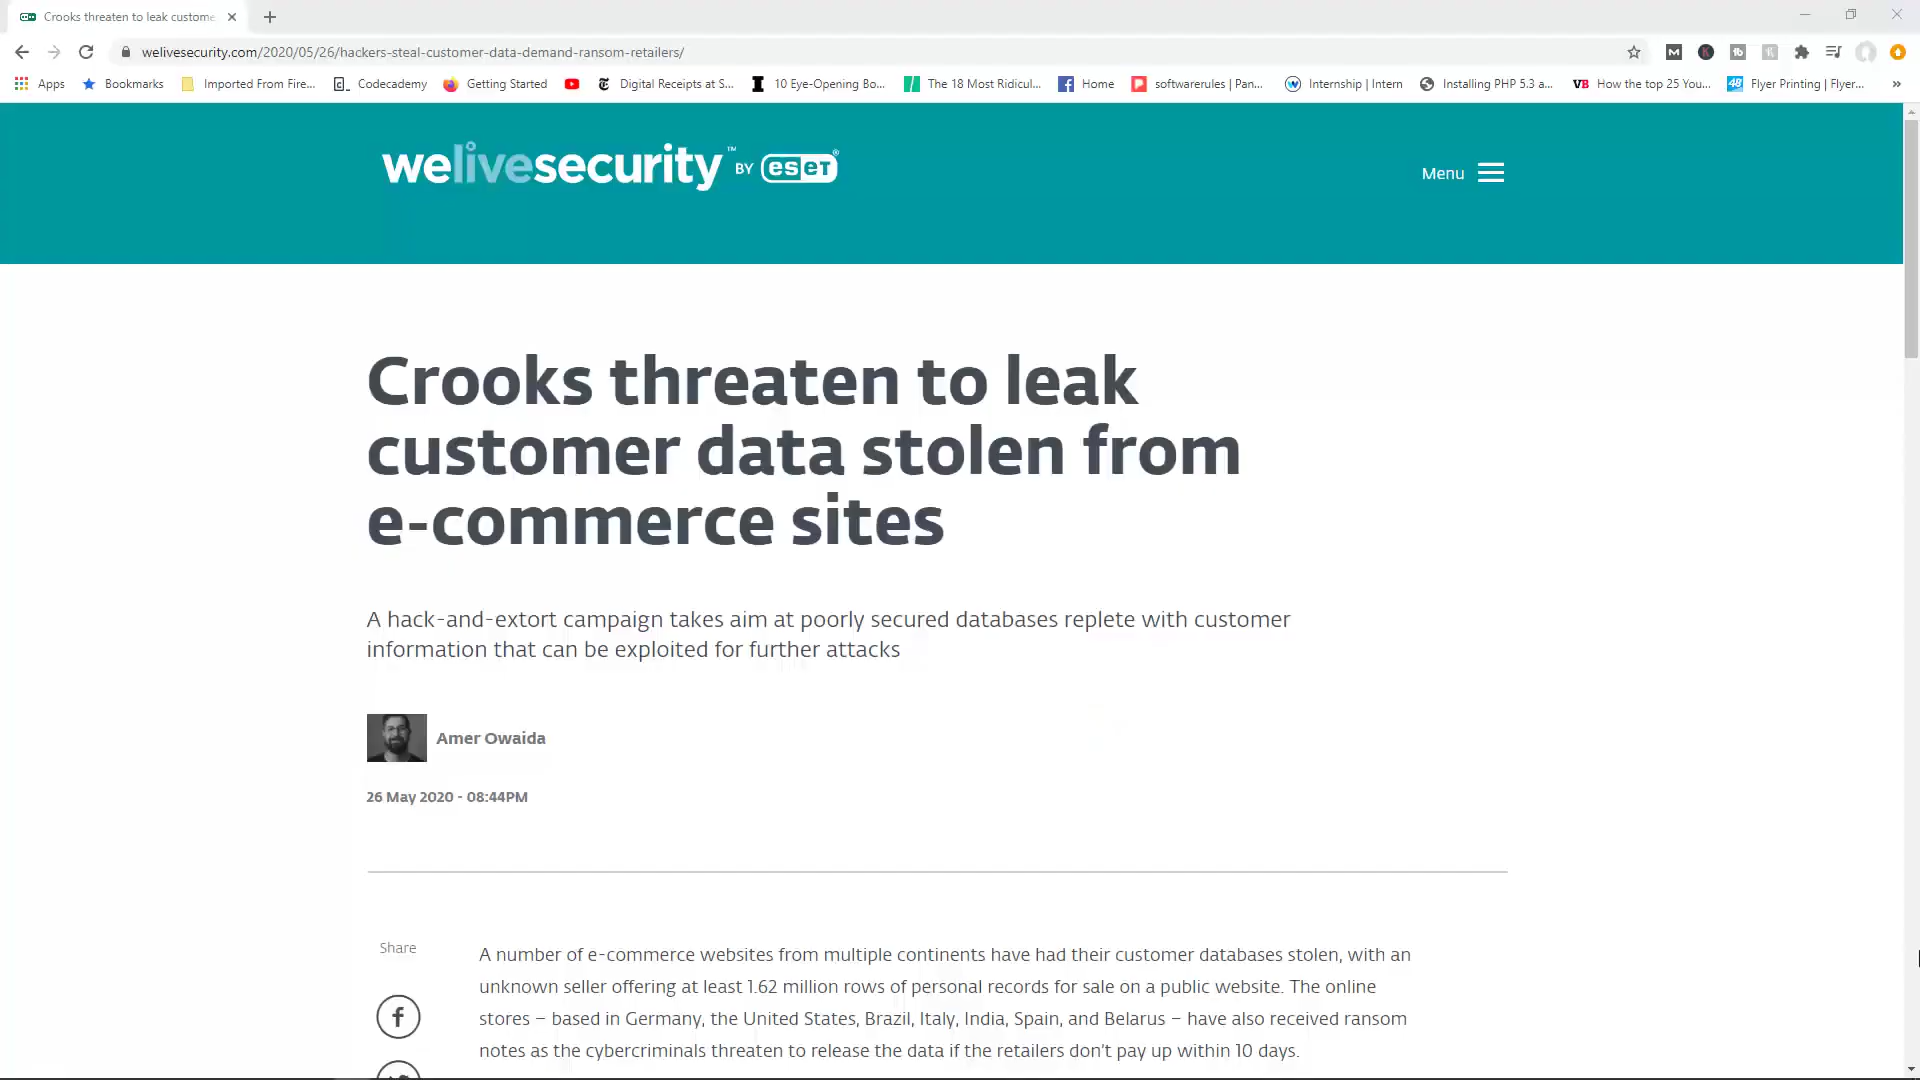 Crooks threaten to leak custome
welivesecurity.com/2020/05/26/hackers-steal-customer-data-demand-ransom-retailers/
Apps Bookmarks Imported From Fire... Codecademy Getting Started Digital Receipts at S... 10 Eye-Opening Bo... The 18 Most Ridicul... Home softwarerules | Pan... Internship | Intern Installing PHP 5.3 a... How the top 25 You... Flyer Printing | Flyer...
welivesecurity™ BY eseT®
Menu
Crooks threaten to leak
customer data stolen from
e-commerce sites
A hack-and-extort campaign takes aim at poorly secured databases replete with customer
information that can be exploited for further attacks
Amer Owaida
26 May 2020 - 08:44PM
Share
A number of e-commerce websites from multiple continents have had their customer databases stolen, with an
unknown seller offering at least 1.62 million rows of personal records for sale on a public website. The online
stores – based in Germany, the United States, Brazil, Italy, India, Spain, and Belarus – have also received ransom
notes as the cybercriminals threaten to release the data if the retailers don't pay up within 10 days.